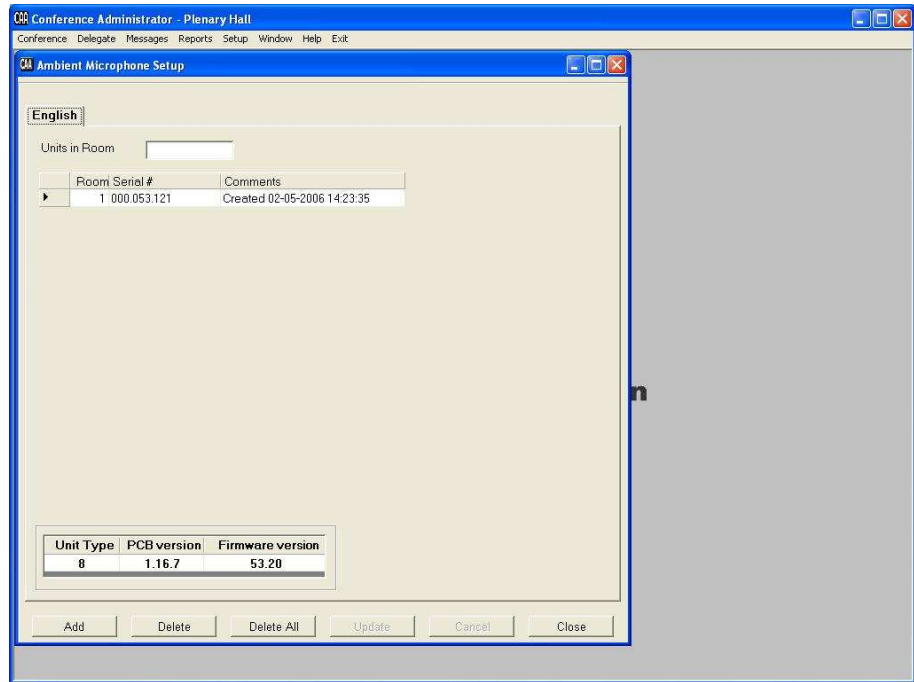 CAA Conference Administrator - Plenary Hall
Conference Delegate Messages Reports Setup Window Help Exit
CAA Ambient Microphone Setup
English
Units in Room
Room Serial # Comments
1 000.053.121 Created 02-05-2006 14:23:35
n
Unit Type PCB version Firmware version
8 1.16.7 53.20
Add Delete Delete All Update Cancel Close